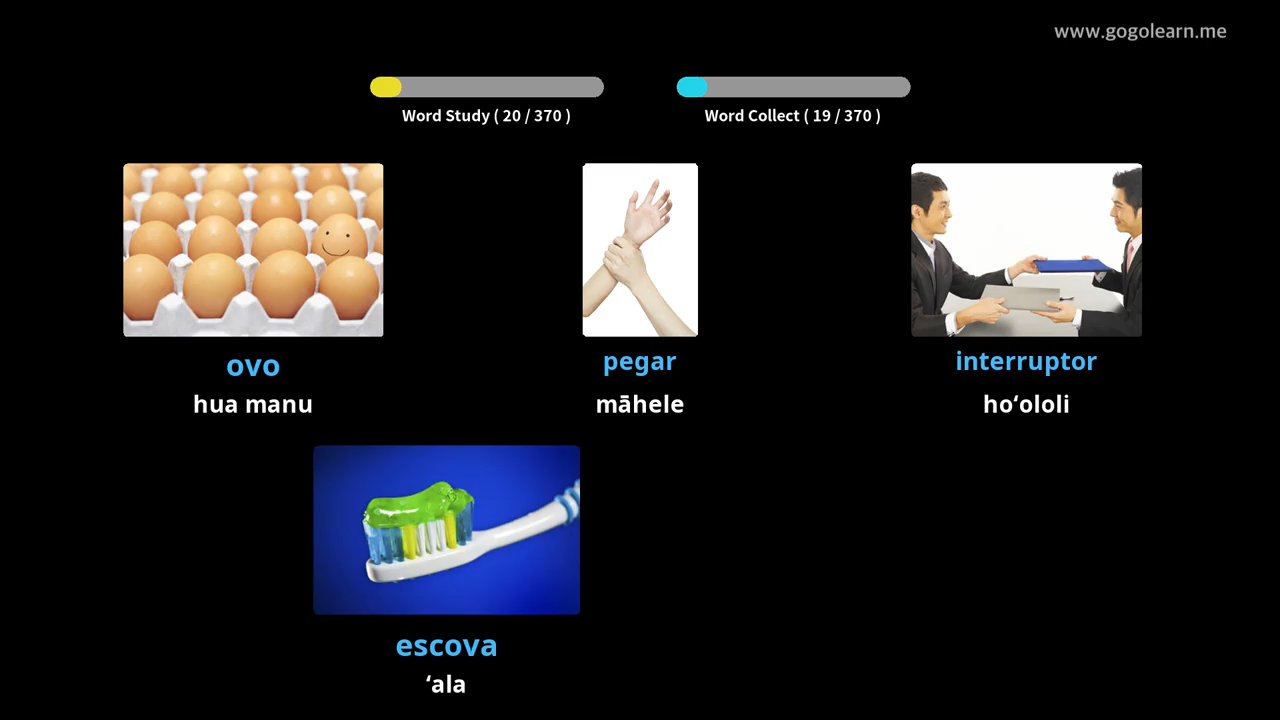 www.gogolearn.me
Word Study ( 20 / 370 )
Word Collect ( 19 / 370 )
ovo
hua manu
pegar
māhele
interruptor
hoʻololi
escova
ʻala